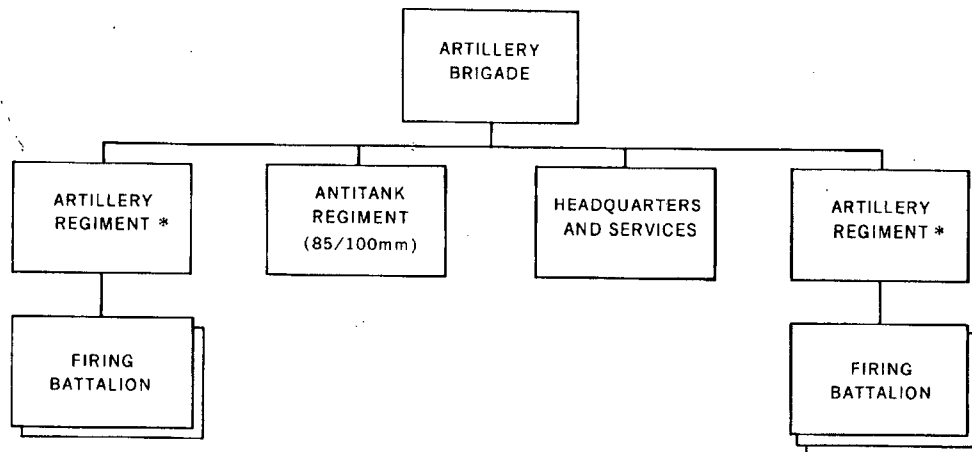 ARTILLERY
BRIGADE
ARTILLERY
REGIMENT *
ANTITANK
REGIMENT
(85/100mm)
HEADQUARTERS
AND SERVICES
ARTILLERY
REGIMENT *
FIRING
BATTALION
FIRING
BATTALION